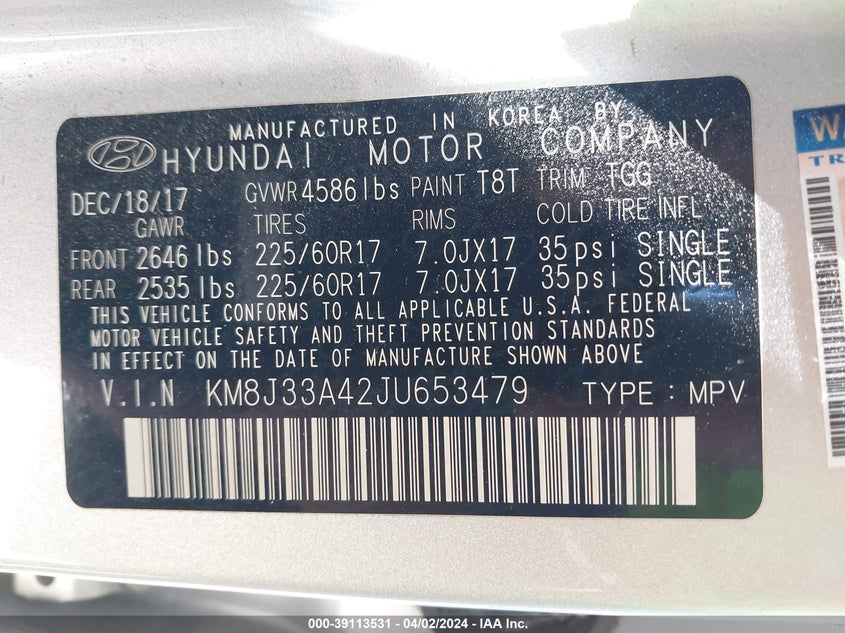 MANUFACTURED IN KOREA BY
HYUNDAI MOTOR COMPANY
DEC/18/17 GVWR 4586lbs PAINT T8T TRIM TGG
GAWR TIRES RIMS COLD TIRE INFL
FRONT 2646 lbs 225/60R17 7.0JX17 35psi SINGLE
REAR 2535 lbs 225/60R17 7.0JX17 35psi SINGLE
THIS VEHICLE CONFORMS TO ALL APPLICABLE U.S.A. FEDERAL
MOTOR VEHICLE SAFETY AND THEFT PREVENTION STANDARDS
IN EFFECT ON THE DATE OF MANUFACTURE SHOWN ABOVE
V.I.N KM8J33A42JU653479 TYPE: MPV
TR
000-39113531 - 04/02/2024 - IAA Inc.